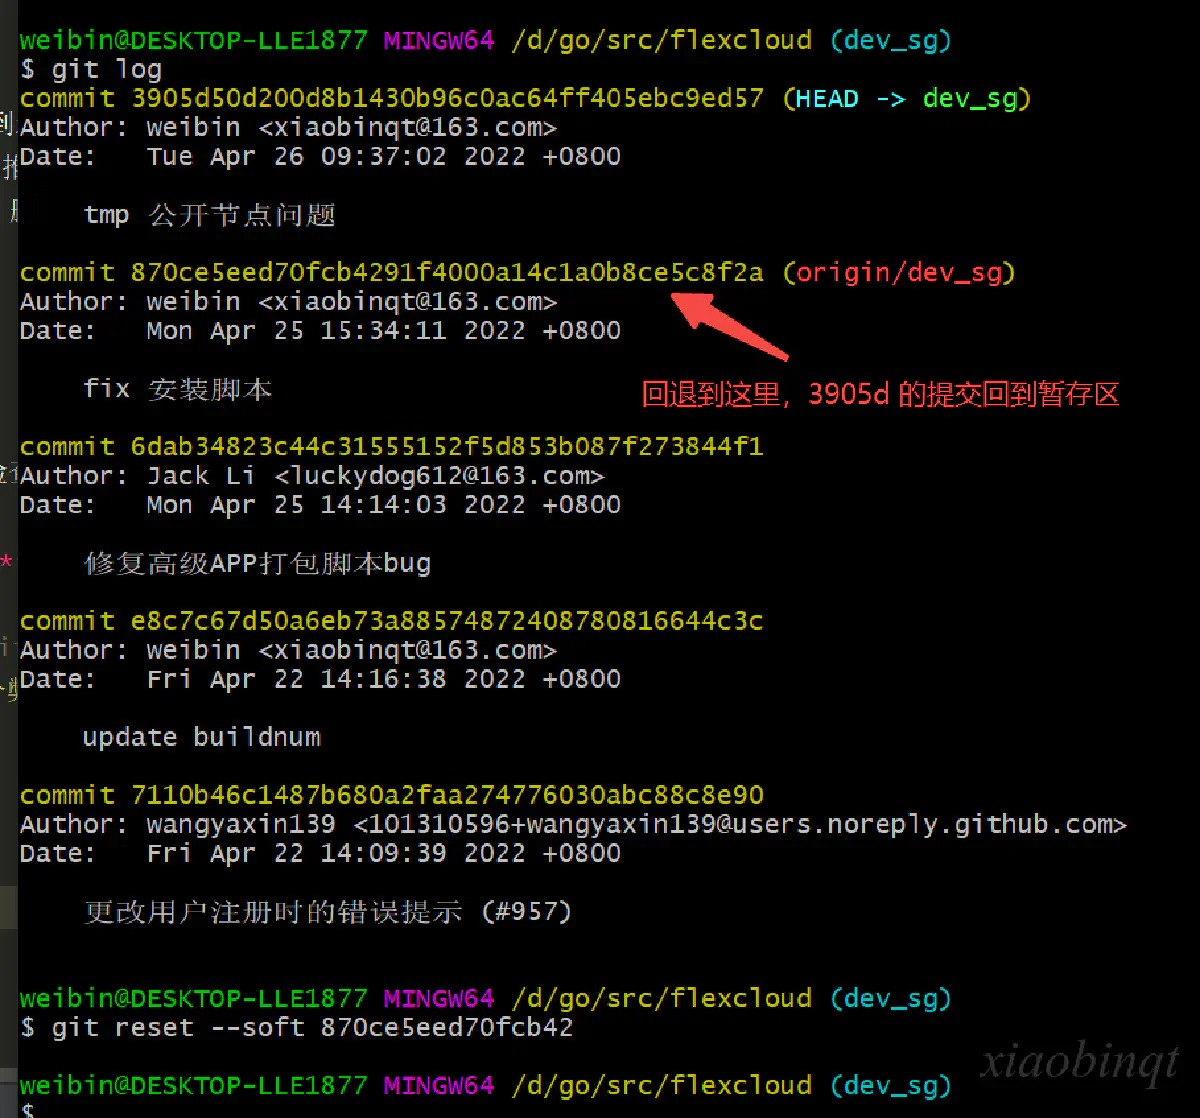 weibin@DESKTOP-LLE1877 MINGW64 /d/go/src/flexcloud (dev_sg)
$ git log
commit 3905d50d200d8b1430b96c0ac64ff405ebc9ed57 (HEAD -> dev_sg)
Author: weibin <xiaobinqt@163.com>
Date:   Tue Apr 26 09:37:02 2022 +0800
tmp 公开节点问题
commit 870ce5eed70fcb4291f4000a14c1a0b8ce5c8f2a (origin/dev_sg)
Author: weibin <xiaobinqt@163.com>
Date:   Mon Apr 25 15:34:11 2022 +0800
fix 安装脚本
回退到这里，3905d 的提交回到暂存区
commit 6dab34823c44c31555152f5d853b087f273844f1
Author: Jack Li <luckydog612@163.com>
Date:   Mon Apr 25 14:14:03 2022 +0800
修复高级APP打包脚本bug
commit e8c7c67d50a6eb73a88574872408780816644c3c
Author: weibin <xiaobinqt@163.com>
Date:   Fri Apr 22 14:16:38 2022 +0800
update buildnum
commit 7110b46c1487b680a2faa274776030abc88c8e90
Author: wangyaxin139 <101310596+wangyaxin139@users.noreply.github.com>
Date:   Fri Apr 22 14:09:39 2022 +0800
更改用户注册时的错误提示 (#957)
weibin@DESKTOP-LLE1877 MINGW64 /d/go/src/flexcloud (dev_sg)
$ git reset --soft 870ce5eed70fcb42
xiaobinqt
weibin@DESKTOP-LLE1877 MINGW64 /d/go/src/flexcloud (dev_sg)
$